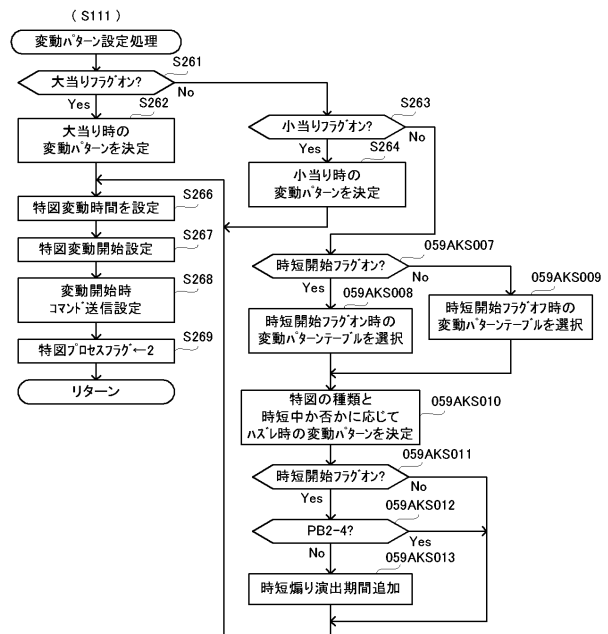 ( S111 )
変動パターン設定処理
S261
大当りフラグオン?
No
Yes
S262
大当り時の
変動パターンを決定
S263
小当りフラグオン?
No
Yes
S264
小当り時の
変動パターンを決定
S266
特図変動時間を設定
S267
特図変動開始設定
S268
変動開始時
コマンド送信設定
S269
特図プロセスフラグ←2
リターン
059AKS007
時短開始フラグオン?
No
Yes
059AKS008
時短開始フラグオン時の
変動パターンテーブルを選択
059AKS009
時短開始フラグオフ時の
変動パターンテーブルを選択
059AKS010
特図の種類と
時短中か否かに応じて
ハズレ時の変動パターンを決定
059AKS011
時短開始フラグオン?
No
Yes
059AKS012
PB2-4?
Yes
No
059AKS013
時短煽り演出期間追加